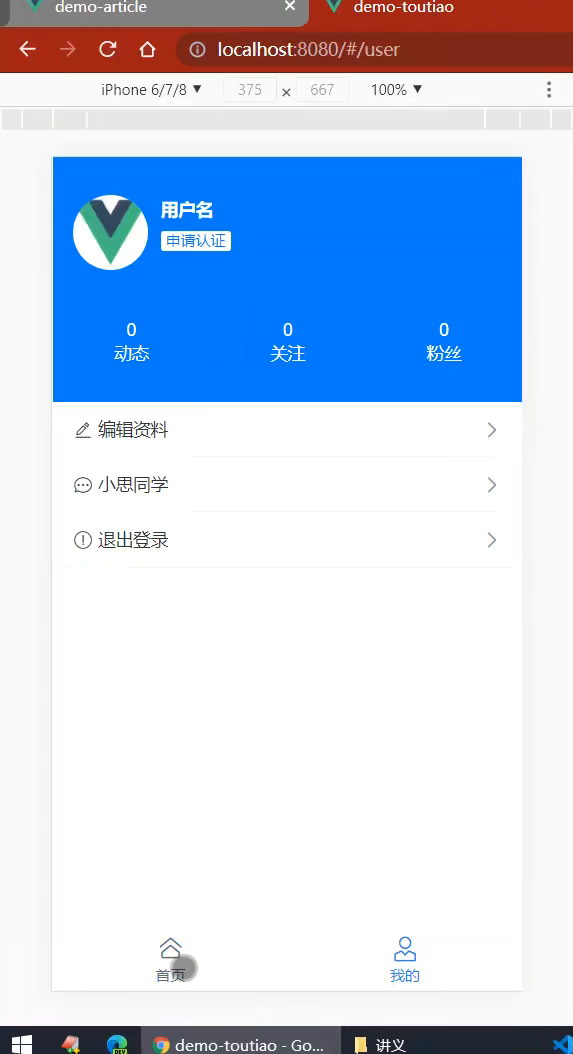 demo-article
demo-toutiao
localhost:8080/#/user
iPhone 6/7/8 ▼ 375 × 667 100% ▼
用户名
申请认证
0 0 0
动态 关注 粉丝
编辑资料
小思同学
退出登录
首页 我的
DEV demo-toutiao - Go... 讲义